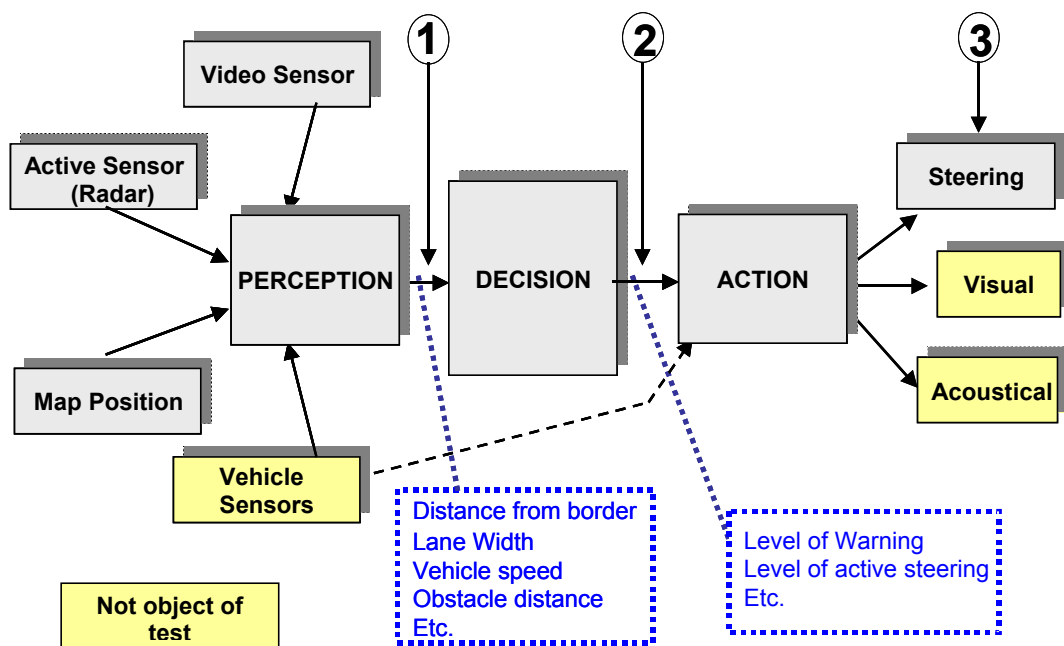 1
2
3
Video Sensor
Active Sensor
(Radar)
Steering
PERCEPTION
DECISION
ACTION
Visual
Map Position
Acoustical
Vehicle
Sensors
Distance from border
Lane Width
Vehicle speed
Obstacle distance
Etc.
Level of Warning
Level of active steering
Etc.
Not object of
test